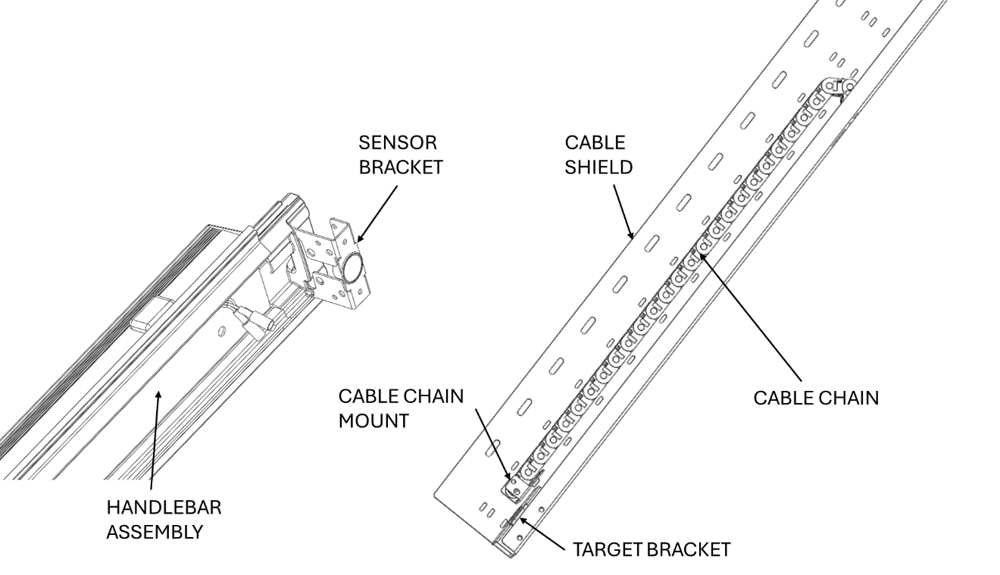 SENSOR
BRACKET
CABLE
SHIELD
CABLE CHAIN
MOUNT
CABLE CHAIN
HANDLEBAR
ASSEMBLY
TARGET BRACKET